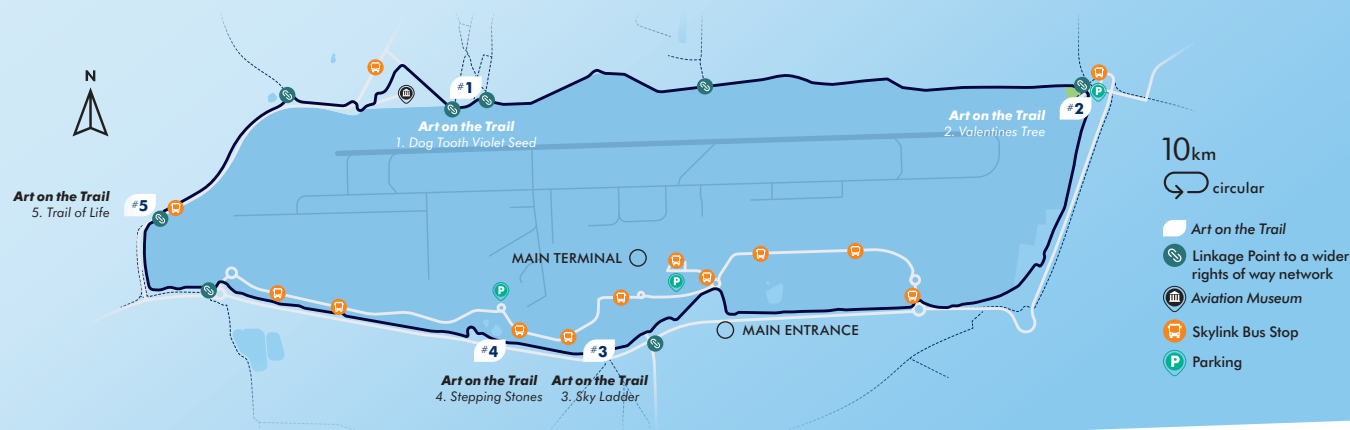 N
#1
Art on the Trail
1. Dog Tooth Violet Seed
Art on the Trail
2. Valentines Tree
#2
P
10km
circular
Art on the Trail
5. Trail of Life
#5
MAIN TERMINAL
P
P
MAIN ENTRANCE
#4
#3
Art on the Trail
4. Stepping Stones
Art on the Trail
3. Sky Ladder
Art on the Trail
Linkage Point to a wider
rights of way network
Aviation Museum
Skylink Bus Stop
P
Parking